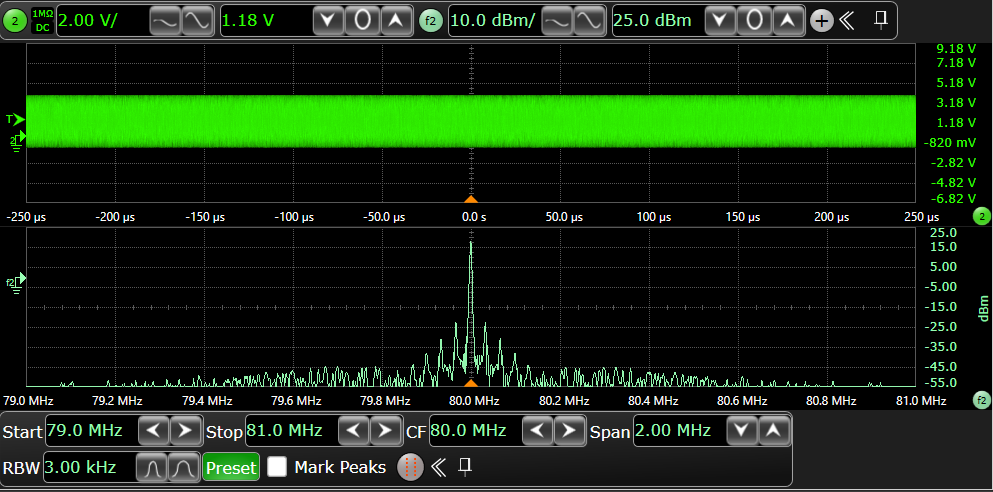 2 1MΩ DC 2.00 V/ 1.18 V 0 f2 10.0 dBm/ 25.0 dBm 0 +
9.18 V
7.18 V
5.18 V
3.18 V
1.18 V
-820 mV
-2.82 V
-4.82 V
-6.82 V
T
2
-250 µs -200 µs -150 µs -100 µs -50.0 µs 0.0 s 50.0 µs 100 µs 150 µs 200 µs 250 µs 2
25.0
15.0
5.00
-5.00
-15.0
-25.0
-35.0
-45.0
-55.0
dBm
f2
79.0 MHz 79.2 MHz 79.4 MHz 79.6 MHz 79.8 MHz 80.0 MHz 80.2 MHz 80.4 MHz 80.6 MHz 80.8 MHz 81.0 MHz f2
Start 79.0 MHz Stop 81.0 MHz CF 80.0 MHz Span 2.00 MHz
RBW 3.00 kHz Preset Mark Peaks